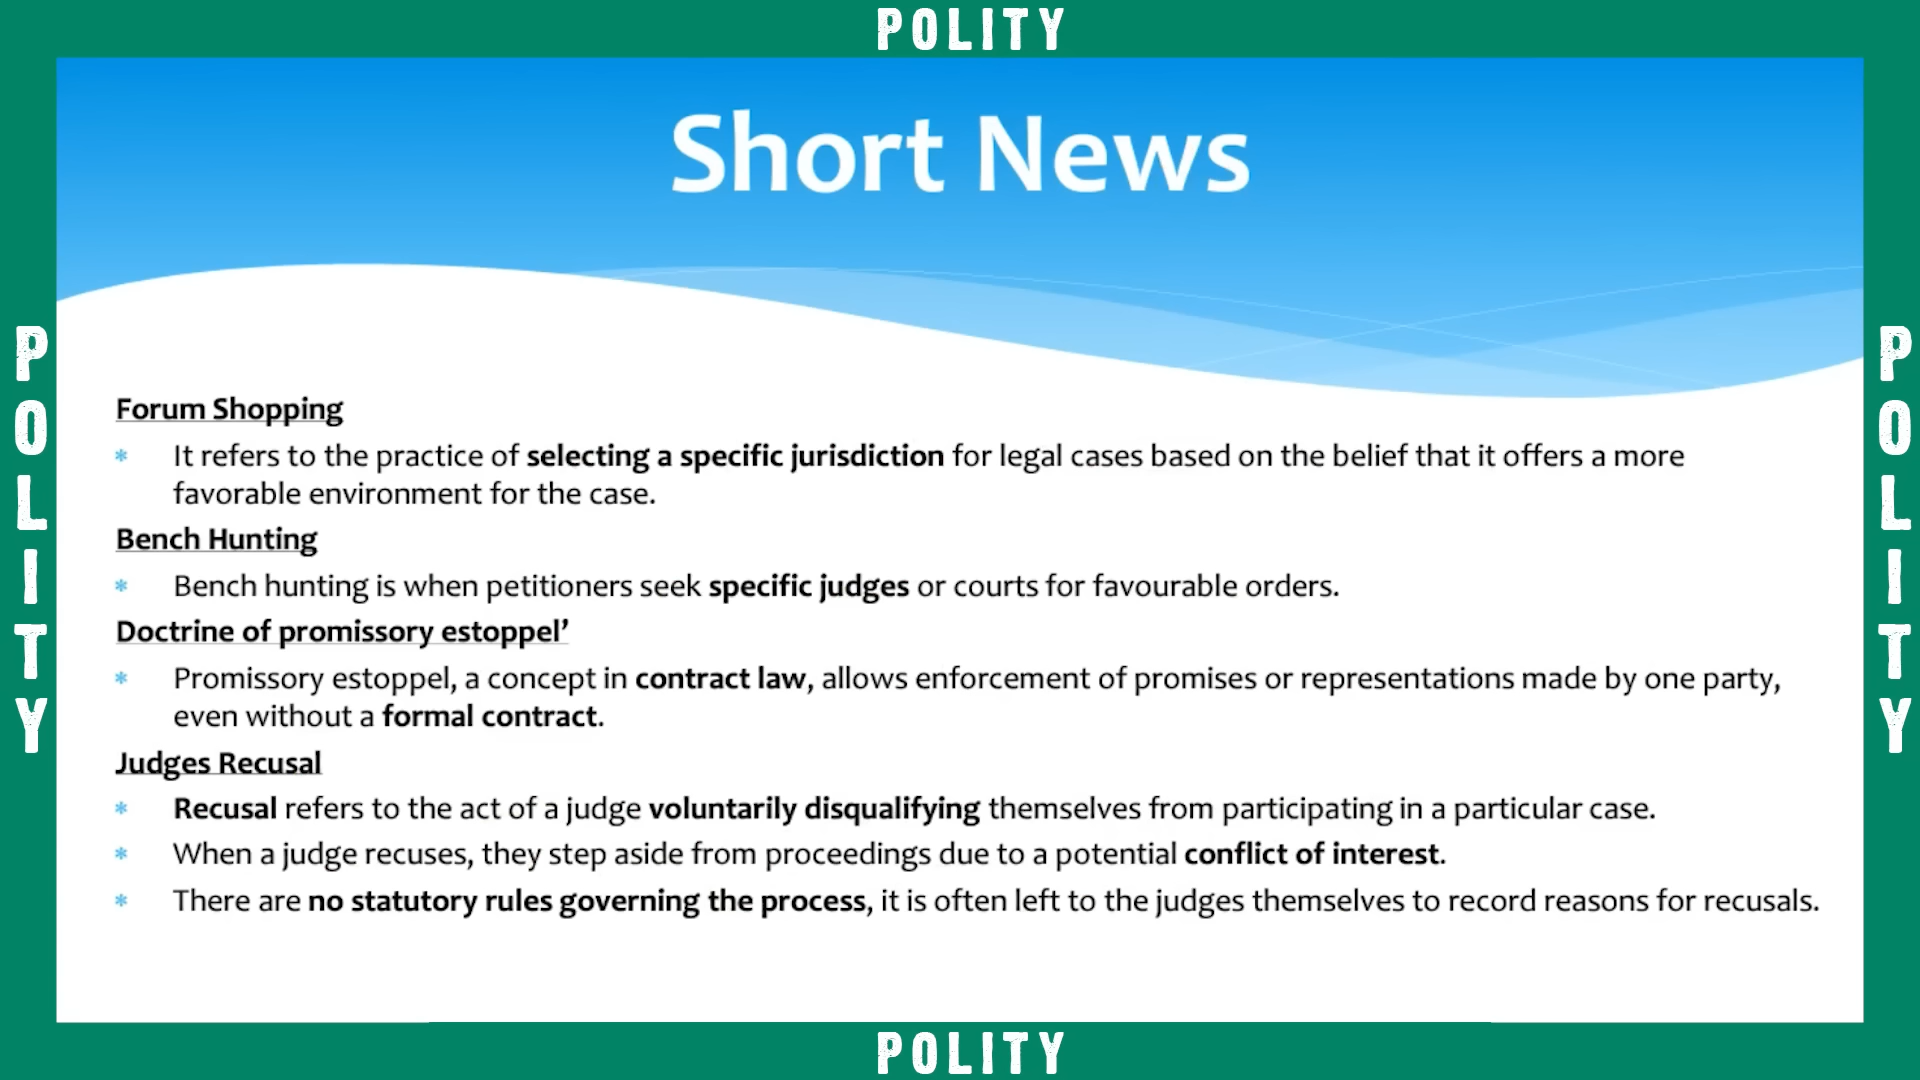 POLITY
Short News
POLITY
POLITY
Forum Shopping
* It refers to the practice of selecting a specific jurisdiction for legal cases based on the belief that it offers a more
favorable environment for the case.
Bench Hunting
* Bench hunting is when petitioners seek specific judges or courts for favourable orders.
Doctrine of promissory estoppel’
* Promissory estoppel, a concept in contract law, allows enforcement of promises or representations made by one party,
even without a formal contract.
Judges Recusal
* Recusal refers to the act of a judge voluntarily disqualifying themselves from participating in a particular case.
* When a judge recuses, they step aside from proceedings due to a potential conflict of interest.
* There are no statutory rules governing the process, it is often left to the judges themselves to record reasons for recusals.
POLITY